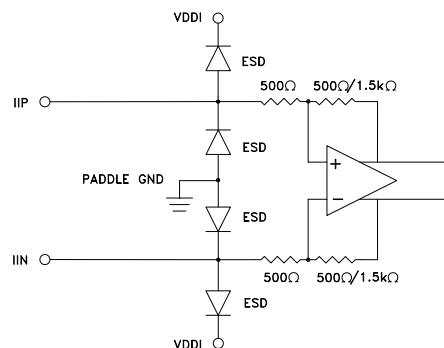 VDDI
ESD
500Ω 500Ω/1.5kΩ
IIP
ESD
+
PADDLE GND
−
ESD
IIN
500Ω 500Ω/1.5kΩ
ESD
VDDI